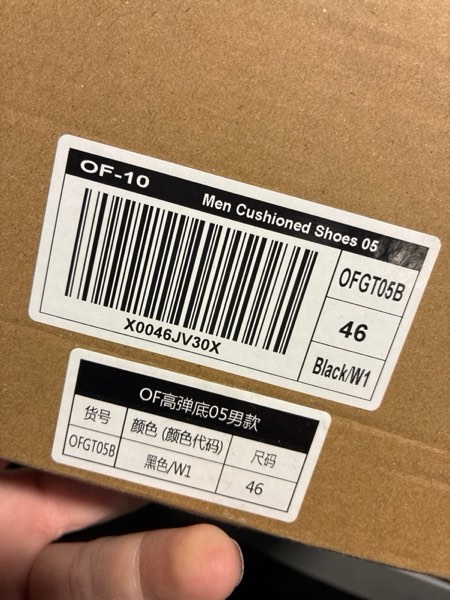 OF-10
Men Cushioned Shoes 05
OFGT05B
46
Black/W1
X0046JV30X
OF高弹底05男款
货号 颜色 (颜色代码) 尺码
OFGT05B 黑色/W1 46